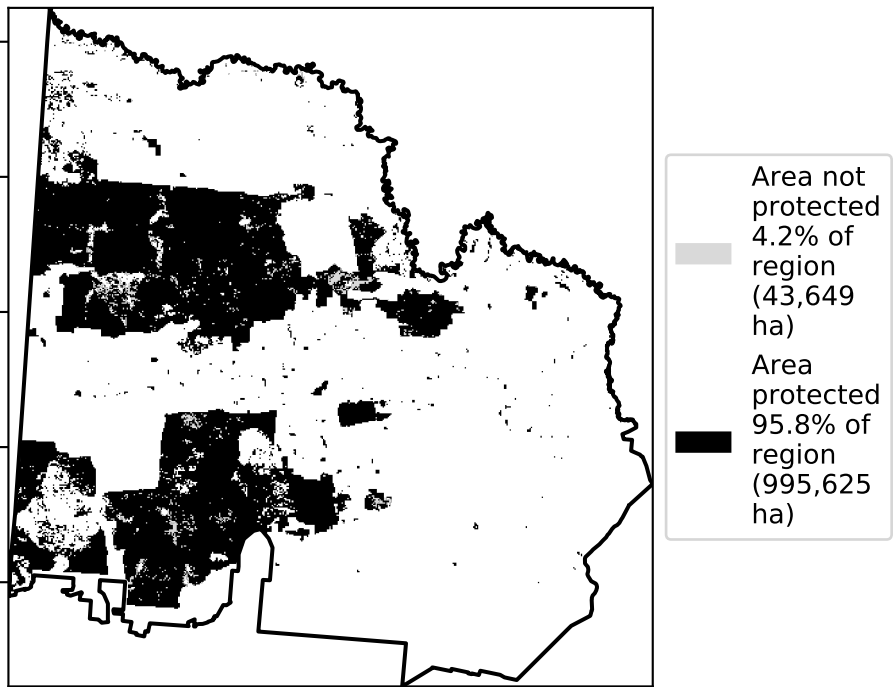 Area not
protected
4.2% of
region
(43,649
ha)
Area
protected
95.8% of
region
(995,625
ha)